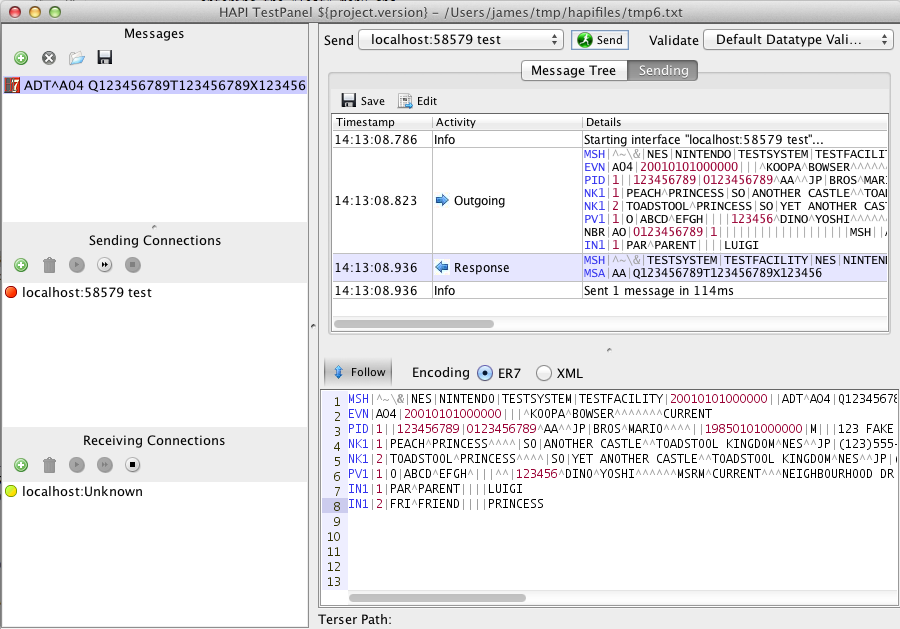 HAPI TestPanel ${project.version} – /Users/james/tmp/hapifiles/tmp6.txt
Messages
ADT^A04 Q123456789T123456789X123456
Sending Connections
localhost:58579 test
Receiving Connections
localhost:Unknown
Send localhost:58579 test Send Validate Default Datatype Vali...
Message Tree Sending
Save Edit
Timestamp Activity Details
14:13:08.786 Info Starting interface "localhost:58579 test"...
14:13:08.823 Outgoing
MSH|^~\&|NES|NINTENDO|TESTSYSTEM|TESTFACILIT
EVN|A04|20010101000000|||^KOOPA^BOWSER^^^^^
PID|1||123456789|0123456789^AA^^JP|BROS^MARI
NK1|1|PEACH^PRINCESS|SO|ANOTHER CASTLE^^TOAD
NK1|2|TOADSTOOL^PRINCESS|SO|YET ANOTHER CAS
PV1|1|O|ABCD^EFGH||||123456^DINO^YOSHI^^^^^^
NBR|AO|0123456789|1|||||||||||||||||||MSH||A
IN1|1|PAR^PARENT||||LUIGI
14:13:08.936 Response
MSH|^~\&|TESTSYSTEM|TESTFACILITY|NES|NINTEN
MSA|AA|Q123456789T123456789X123456
14:13:08.936 Info Sent 1 message in 114ms
Follow Encoding ER7 XML
1 MSH|^~\&|NES|NINTENDO|TESTSYSTEM|TESTFACILITY|20010101000000||ADT^A04|Q12345678
2 EVN|A04|20010101000000|||^KOOPA^BOWSER^^^^^^^CURRENT
3 PID|1||123456789|0123456789^AA^^JP|BROS^MARIO^^^^||19850101000000|M|||123 FAKE
4 NK1|1|PEACH^PRINCESS^^^^|SO|ANOTHER CASTLE^^TOADSTOOL KINGDOM^NES^^JP|(123)555-
5 NK1|2|TOADSTOOL^PRINCESS^^^^|SO|YET ANOTHER CASTLE^^TOADSTOOL KINGDOM^NES^^JP|(
6 PV1|1|O|ABCD^EFGH^|||^^|123456^DINO^YOSHI^^^^^^MSRM^CURRENT^^^NEIGHBOURHOOD DR
7 IN1|1|PAR^PARENT||||LUIGI
8 IN1|2|FRI^FRIEND||||PRINCESS
9
10
11
12
13
Terser Path: